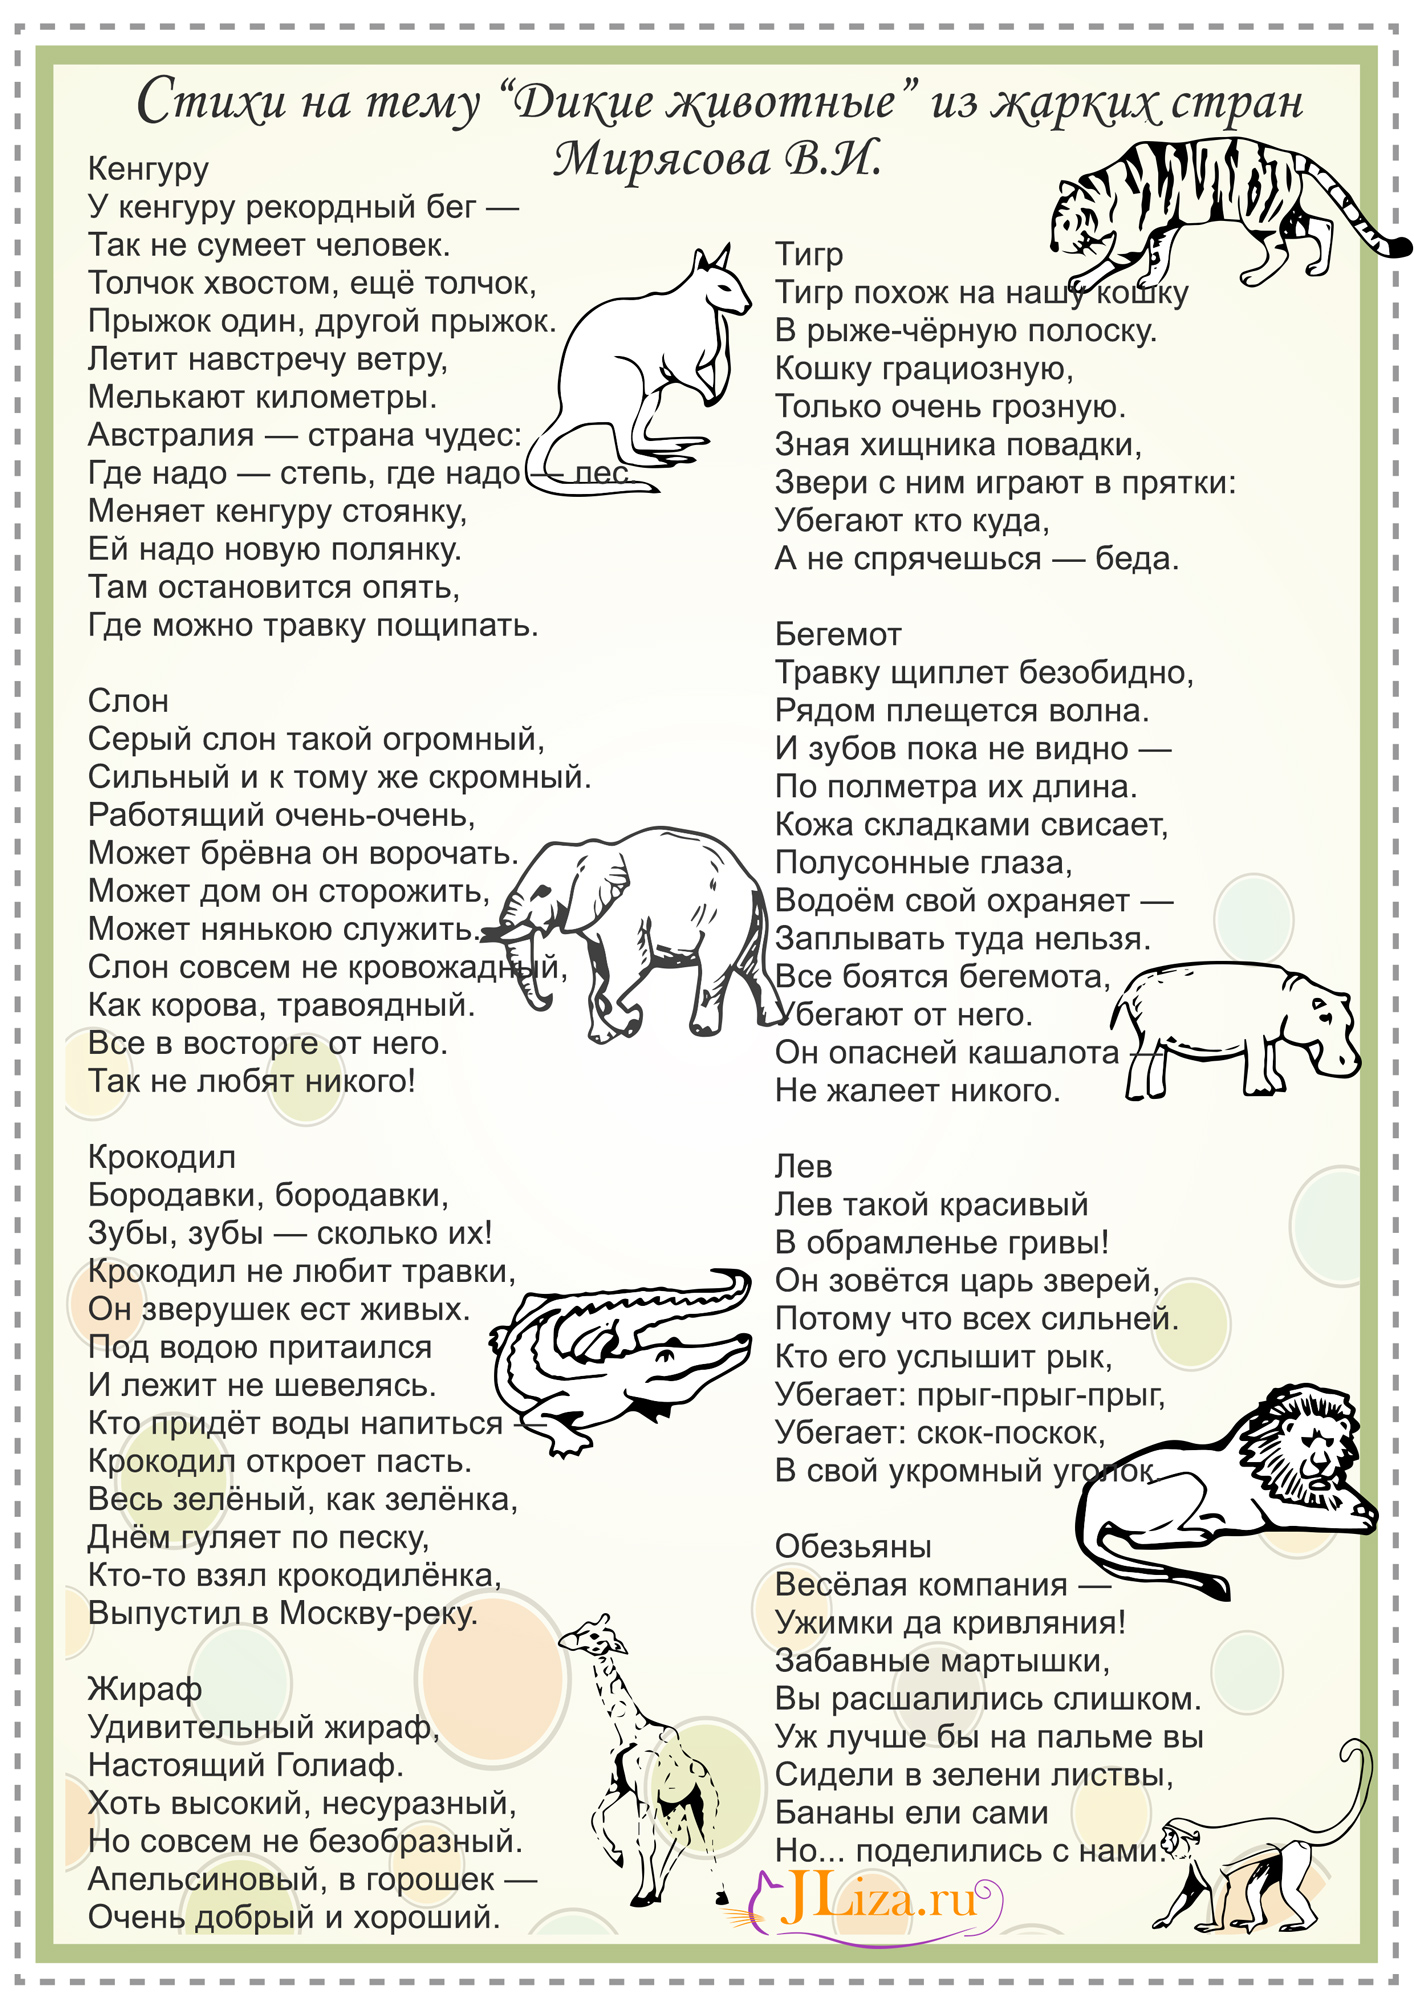 Стихи на тему “Дикие животные” из жарких стран
Мирясова В.И.
Кенгуру
У кенгуру рекордный бег —
Так не сумеет человек.
Толчок хвостом, ещё толчок,
Прыжок один, другой прыжок.
Летит навстречу ветру,
Мелькают километры.
Австралия — страна чудес:
Где надо — степь, где надо — лес.
Меняет кенгуру стоянку,
Ей надо новую полянку.
Там остановится опять,
Где можно травку пощипать.
Слон
Серый слон такой огромный,
Сильный и к тому же скромный.
Работящий очень-очень,
Может брёвна он ворочать.
Может дом он сторожить,
Может нянькою служить.
Слон совсем не кровожадный,
Как корова, травоядный.
Все в восторге от него.
Так не любят никого!
Крокодил
Бородавки, бородавки,
Зубы, зубы — сколько их!
Крокодил не любит травки,
Он зверушек ест живых.
Под водою притаился
И лежит не шевелясь.
Кто придёт воды напиться —
Крокодил откроет пасть.
Весь зелёный, как зелёнка,
Днём гуляет по песку,
Кто-то взял крокодилёнка,
Выпустил в Москву-реку.
Жираф
Удивительный жираф,
Настоящий Голиаф.
Хоть высокий, несуразный,
Но совсем не безобразный.
Апельсиновый, в горошек —
Очень добрый и хороший.
Тигр
Тигр похож на нашу кошку
В рыже-чёрную полоску.
Кошку грациозную,
Только очень грозную.
Зная хищника повадки,
Звери с ним играют в прятки:
Убегают кто куда,
А не спрячешься — беда.
Бегемот
Травку щиплет безобидно,
Рядом плещется волна.
И зубов пока не видно —
По полметра их длина.
Кожа складками свисает,
Полусонные глаза,
Водоём свой охраняет —
Заплывать туда нельзя.
Все боятся бегемота,
Убегают от него.
Он опасней кашалота —
Не жалеет никого.
Лев
Лев такой красивый
В обрамленье гривы!
Он зовётся царь зверей,
Потому что всех сильней.
Кто его услышит рык,
Убегает: прыг-прыг-прыг,
Убегает: скок-поскок,
В свой укромный уголок.
Обезьяны
Весёлая компания —
Ужимки да кривляния!
Забавные мартышки,
Вы расшалились слишком.
Уж лучше бы на пальме вы
Сидели в зелени листвы,
Бананы ели сами
Но... поделились с нами.
JLiza.ru